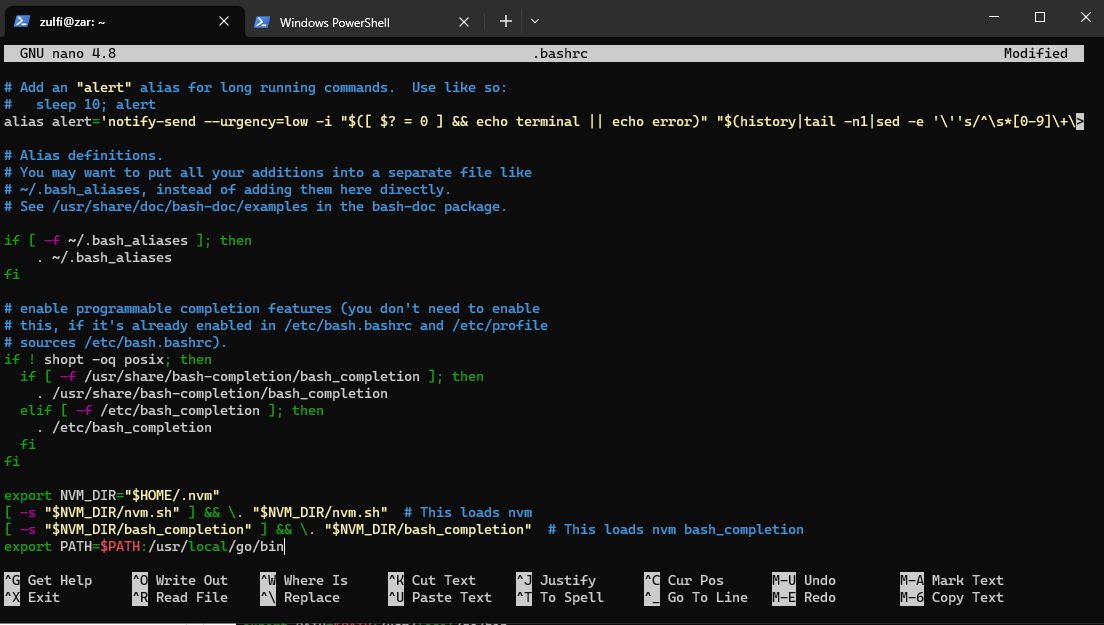 zulfi@zar: ~
Windows PowerShell
GNU nano 4.8 .bashrc Modified
# Add an "alert" alias for long running commands.  Use like so:
#   sleep 10; alert
alias alert='notify-send --urgency=low -i "$([ $? = 0 ] && echo terminal || echo error)" "$(history|tail -n1|sed -e '\''s/^\s*[0-9]\+\>
# Alias definitions.
# You may want to put all your additions into a separate file like
# ~/.bash_aliases, instead of adding them here directly.
# See /usr/share/doc/bash-doc/examples in the bash-doc package.
if [ -f ~/.bash_aliases ]; then
    . ~/.bash_aliases
fi
# enable programmable completion features (you don't need to enable
# this, if it's already enabled in /etc/bash.bashrc and /etc/profile
# sources /etc/bash.bashrc).
if ! shopt -oq posix; then
  if [ -f /usr/share/bash-completion/bash_completion ]; then
    . /usr/share/bash-completion/bash_completion
  elif [ -f /etc/bash_completion ]; then
    . /etc/bash_completion
  fi
fi
export NVM_DIR="$HOME/.nvm"
[ -s "$NVM_DIR/nvm.sh" ] && \. "$NVM_DIR/nvm.sh"  # This loads nvm
[ -s "$NVM_DIR/bash_completion" ] && \. "$NVM_DIR/bash_completion"  # This loads nvm bash_completion
export PATH=$PATH:/usr/local/go/bin
^G Get Help ^O Write Out ^W Where Is ^K Cut Text ^J Justify ^C Cur Pos M-U Undo M-A Mark Text
^X Exit ^R Read File ^\ Replace ^U Paste Text ^T To Spell ^_ Go To Line M-E Redo M-6 Copy Text